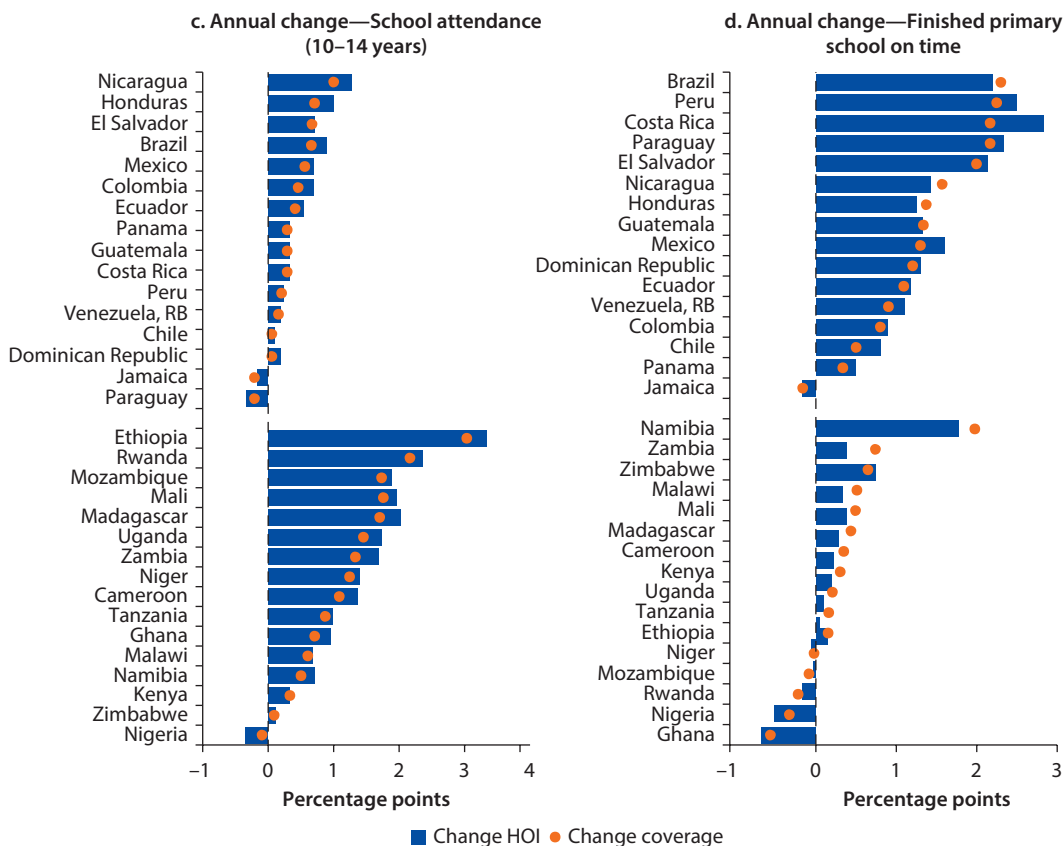 c. Annual change—School attendance
(10–14 years)
Nicaragua
Honduras
El Salvador
Brazil
Mexico
Colombia
Ecuador
Panama
Guatemala
Costa Rica
Peru
Venezuela, RB
Chile
Dominican Republic
Jamaica
Paraguay
Ethiopia
Rwanda
Mozambique
Mali
Madagascar
Uganda
Zambia
Niger
Cameroon
Tanzania
Ghana
Malawi
Namibia
Kenya
Zimbabwe
Nigeria
–1 0 1 2 3 4
Percentage points
d. Annual change—Finished primary
school on time
Brazil
Peru
Costa Rica
Paraguay
El Salvador
Nicaragua
Honduras
Guatemala
Mexico
Dominican Republic
Ecuador
Venezuela, RB
Colombia
Chile
Panama
Jamaica
Namibia
Zambia
Zimbabwe
Malawi
Mali
Madagascar
Cameroon
Kenya
Uganda
Tanzania
Ethiopia
Niger
Mozambique
Rwanda
Nigeria
Ghana
–1 0 1 2 3
Percentage points
Change HOI Change coverage